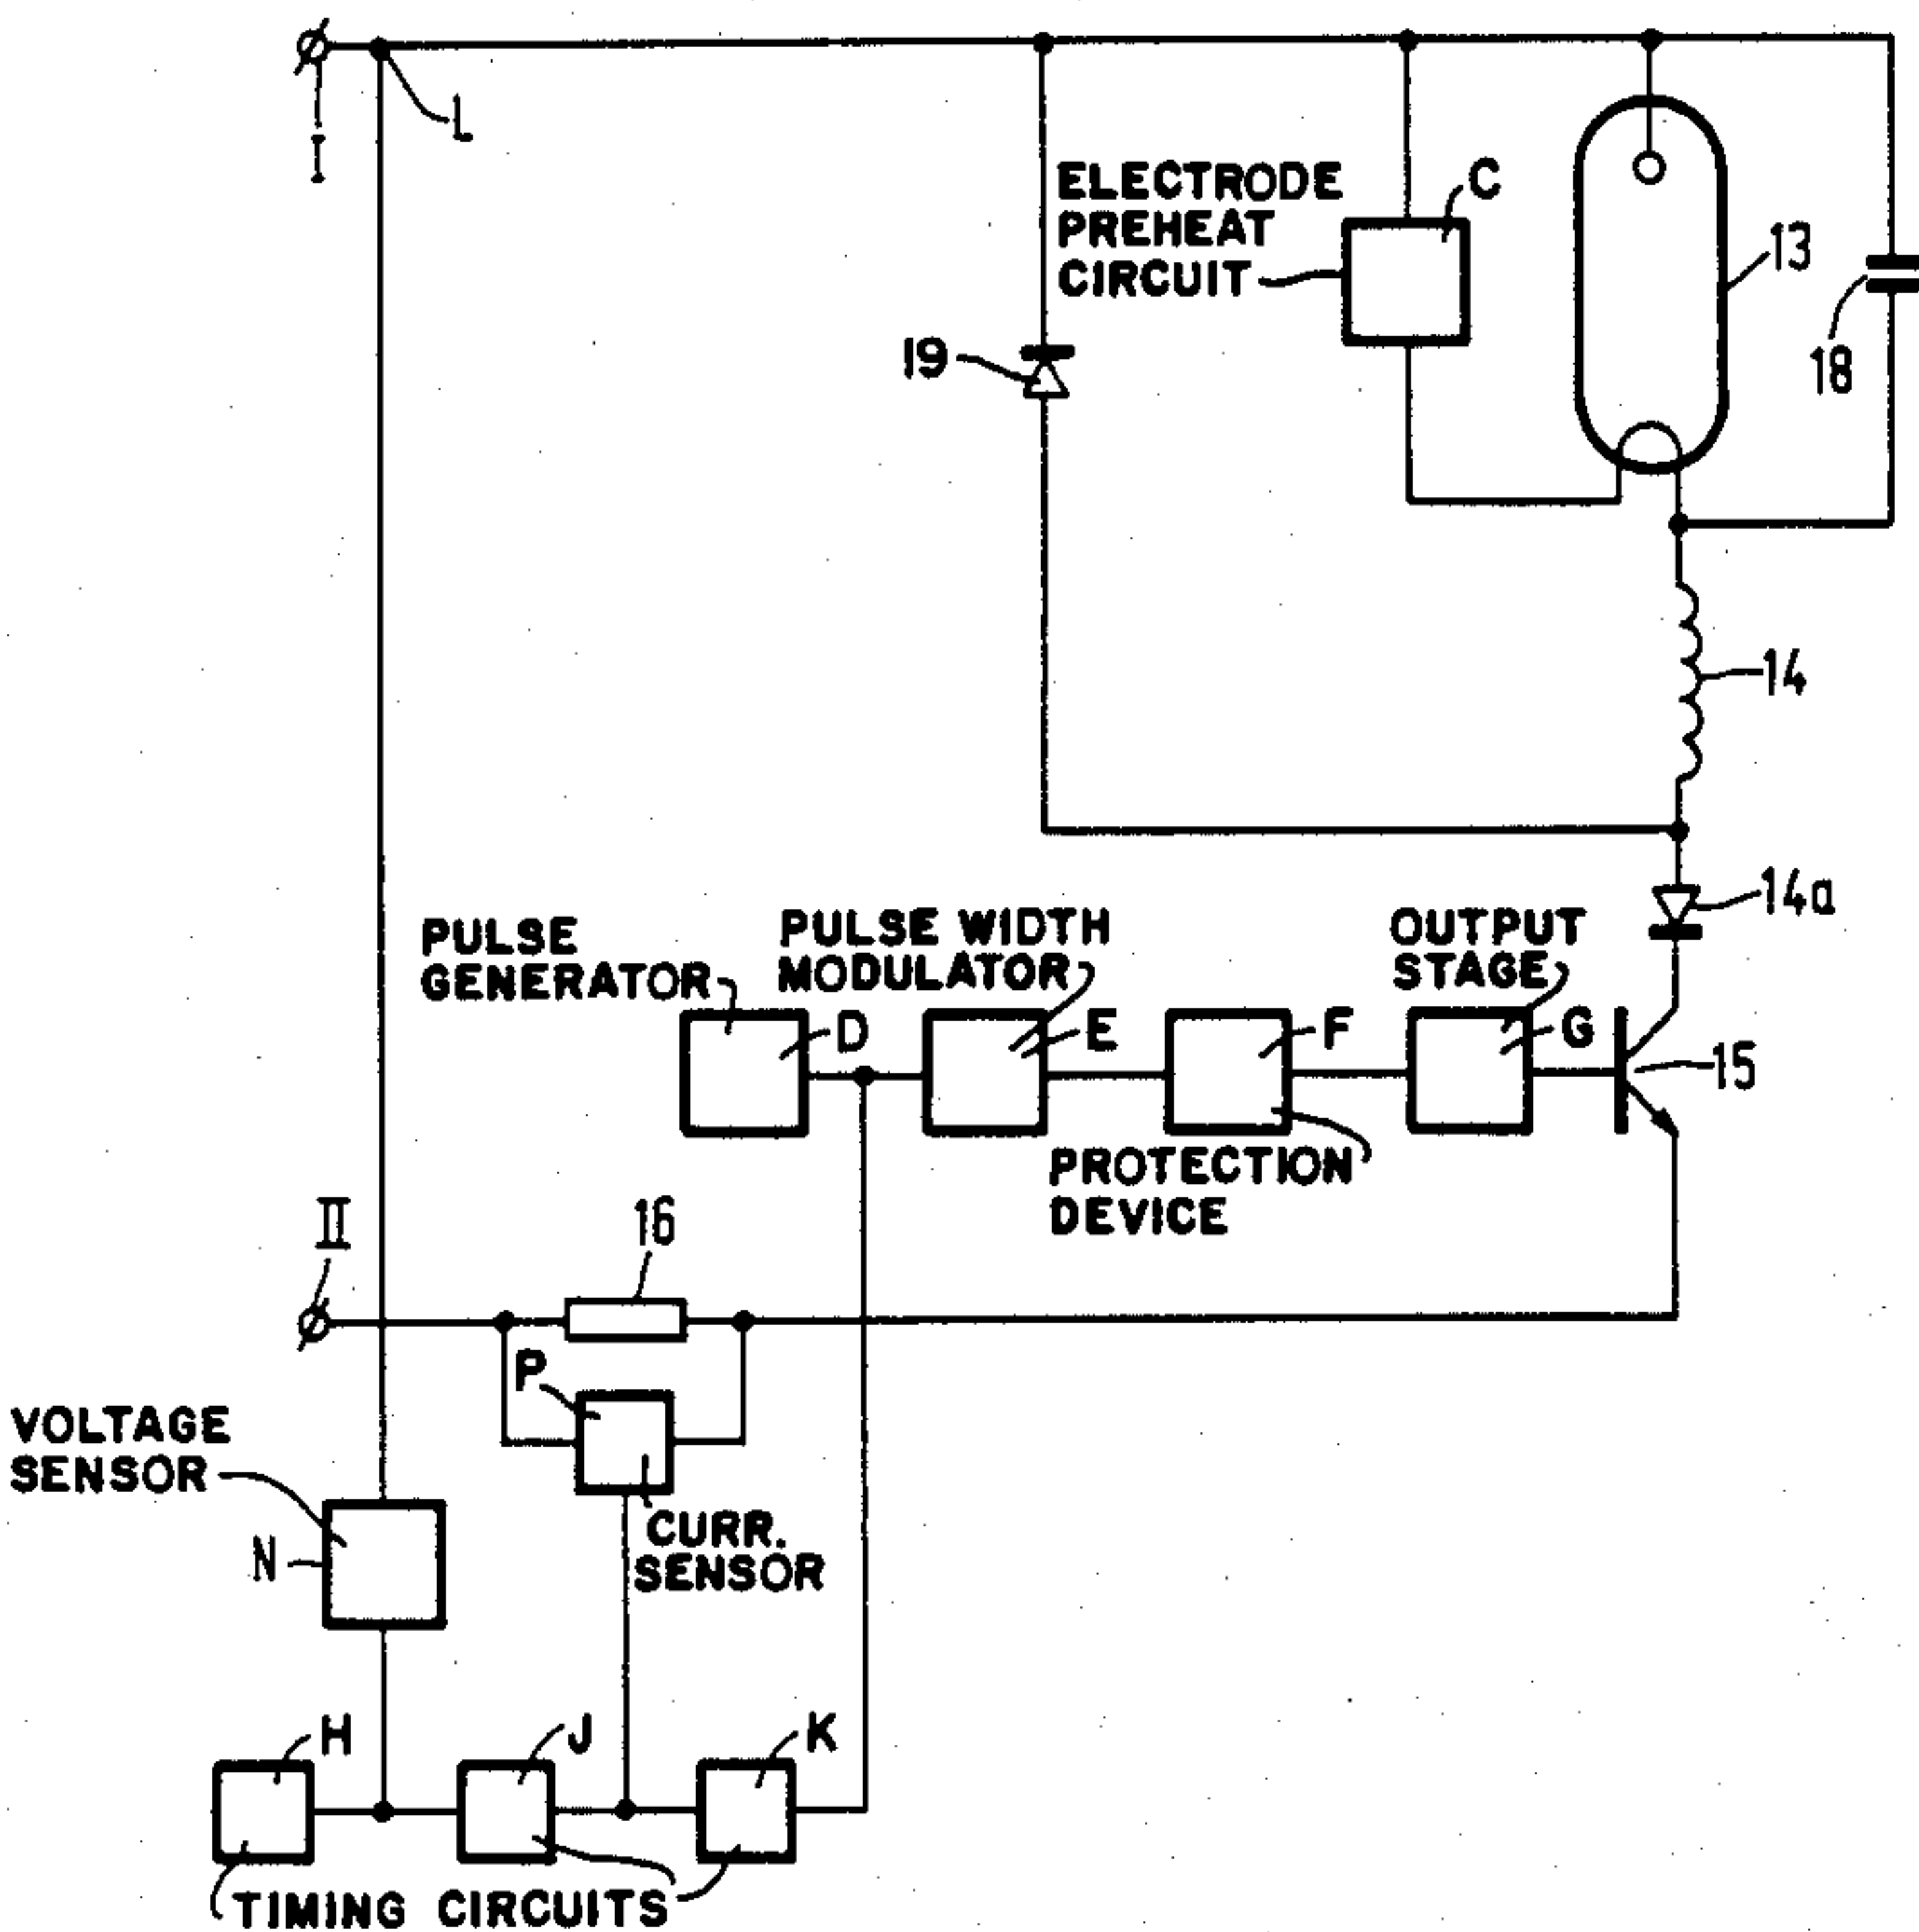 I
L
ELECTRODE
PREHEAT
CIRCUIT
C
13
18
19
14
14a
PULSE
GENERATOR
PULSE WIDTH
MODULATOR
OUTPUT
STAGE
D
E
F
G
15
PROTECTION
DEVICE
II
16
P
VOLTAGE
SENSOR
N
CURR.
SENSOR
H
J
K
TIMING CIRCUITS